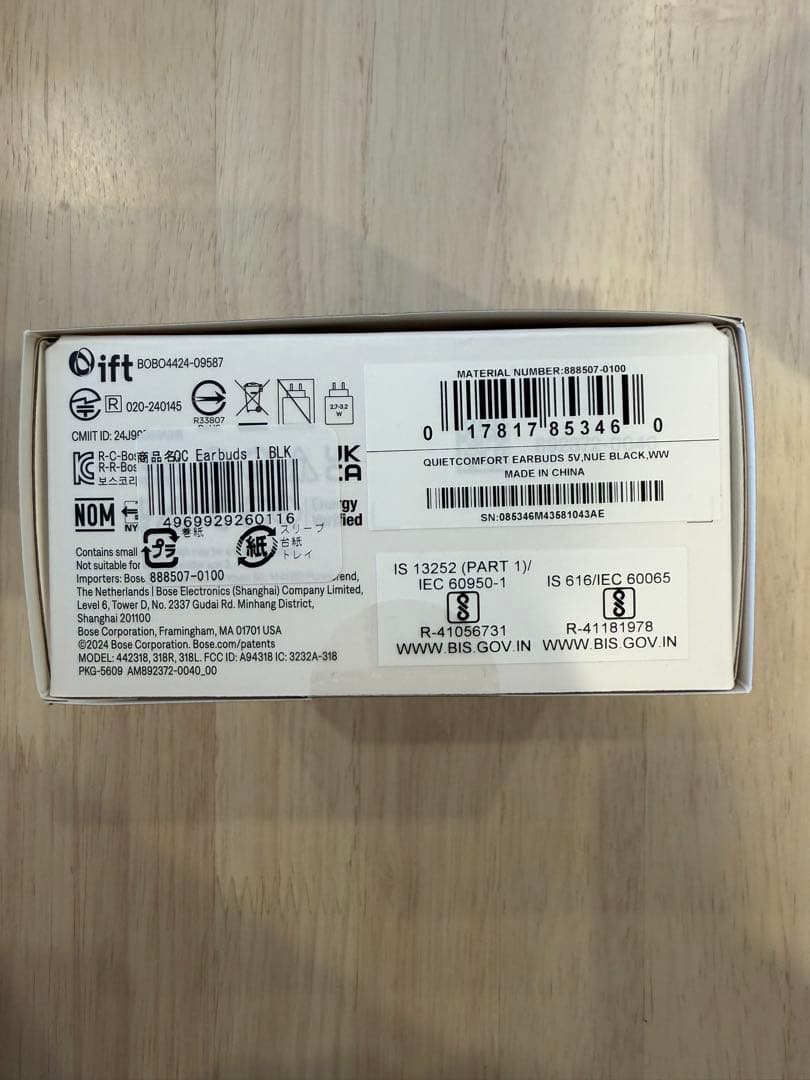 ift BOBO4424-09587
R 020-240145
R33807
2.7-3.2
W
CMIIT ID: 24J9
R-C-Bos
R-R-Bos
보스코리
商品名QC Earbuds I BLK
4969929260116
巻紙
スリーブ
台紙
トレイ
プラ
紙
UK
CA
NOM
NY
gy
ified
Contains small
Not suitable for
Importers: Bose 888507-0100
The Netherlands | Bose Electronics (Shanghai) Company Limited,
Level 6, Tower D, No. 2337 Gudai Rd. Minhang District,
Shanghai 201100
Bose Corporation, Framingham, MA 01701 USA
©2024 Bose Corporation. Bose.com/patents
MODEL: 442318, 318R, 318L. FCC ID: A94318 IC: 3232A-318
PKG-5609 AM892372-0040_00
MATERIAL NUMBER:888507-0100
0 17817 85346 0
QUIETCOMFORT EARBUDS 5V,NUE BLACK,WW
MADE IN CHINA
SN:085346M43581043AE
IS 13252 (PART 1)/
IEC 60950-1
R-41056731
WWW.BIS.GOV.IN
IS 616/IEC 60065
R-41181978
WWW.BIS.GOV.IN